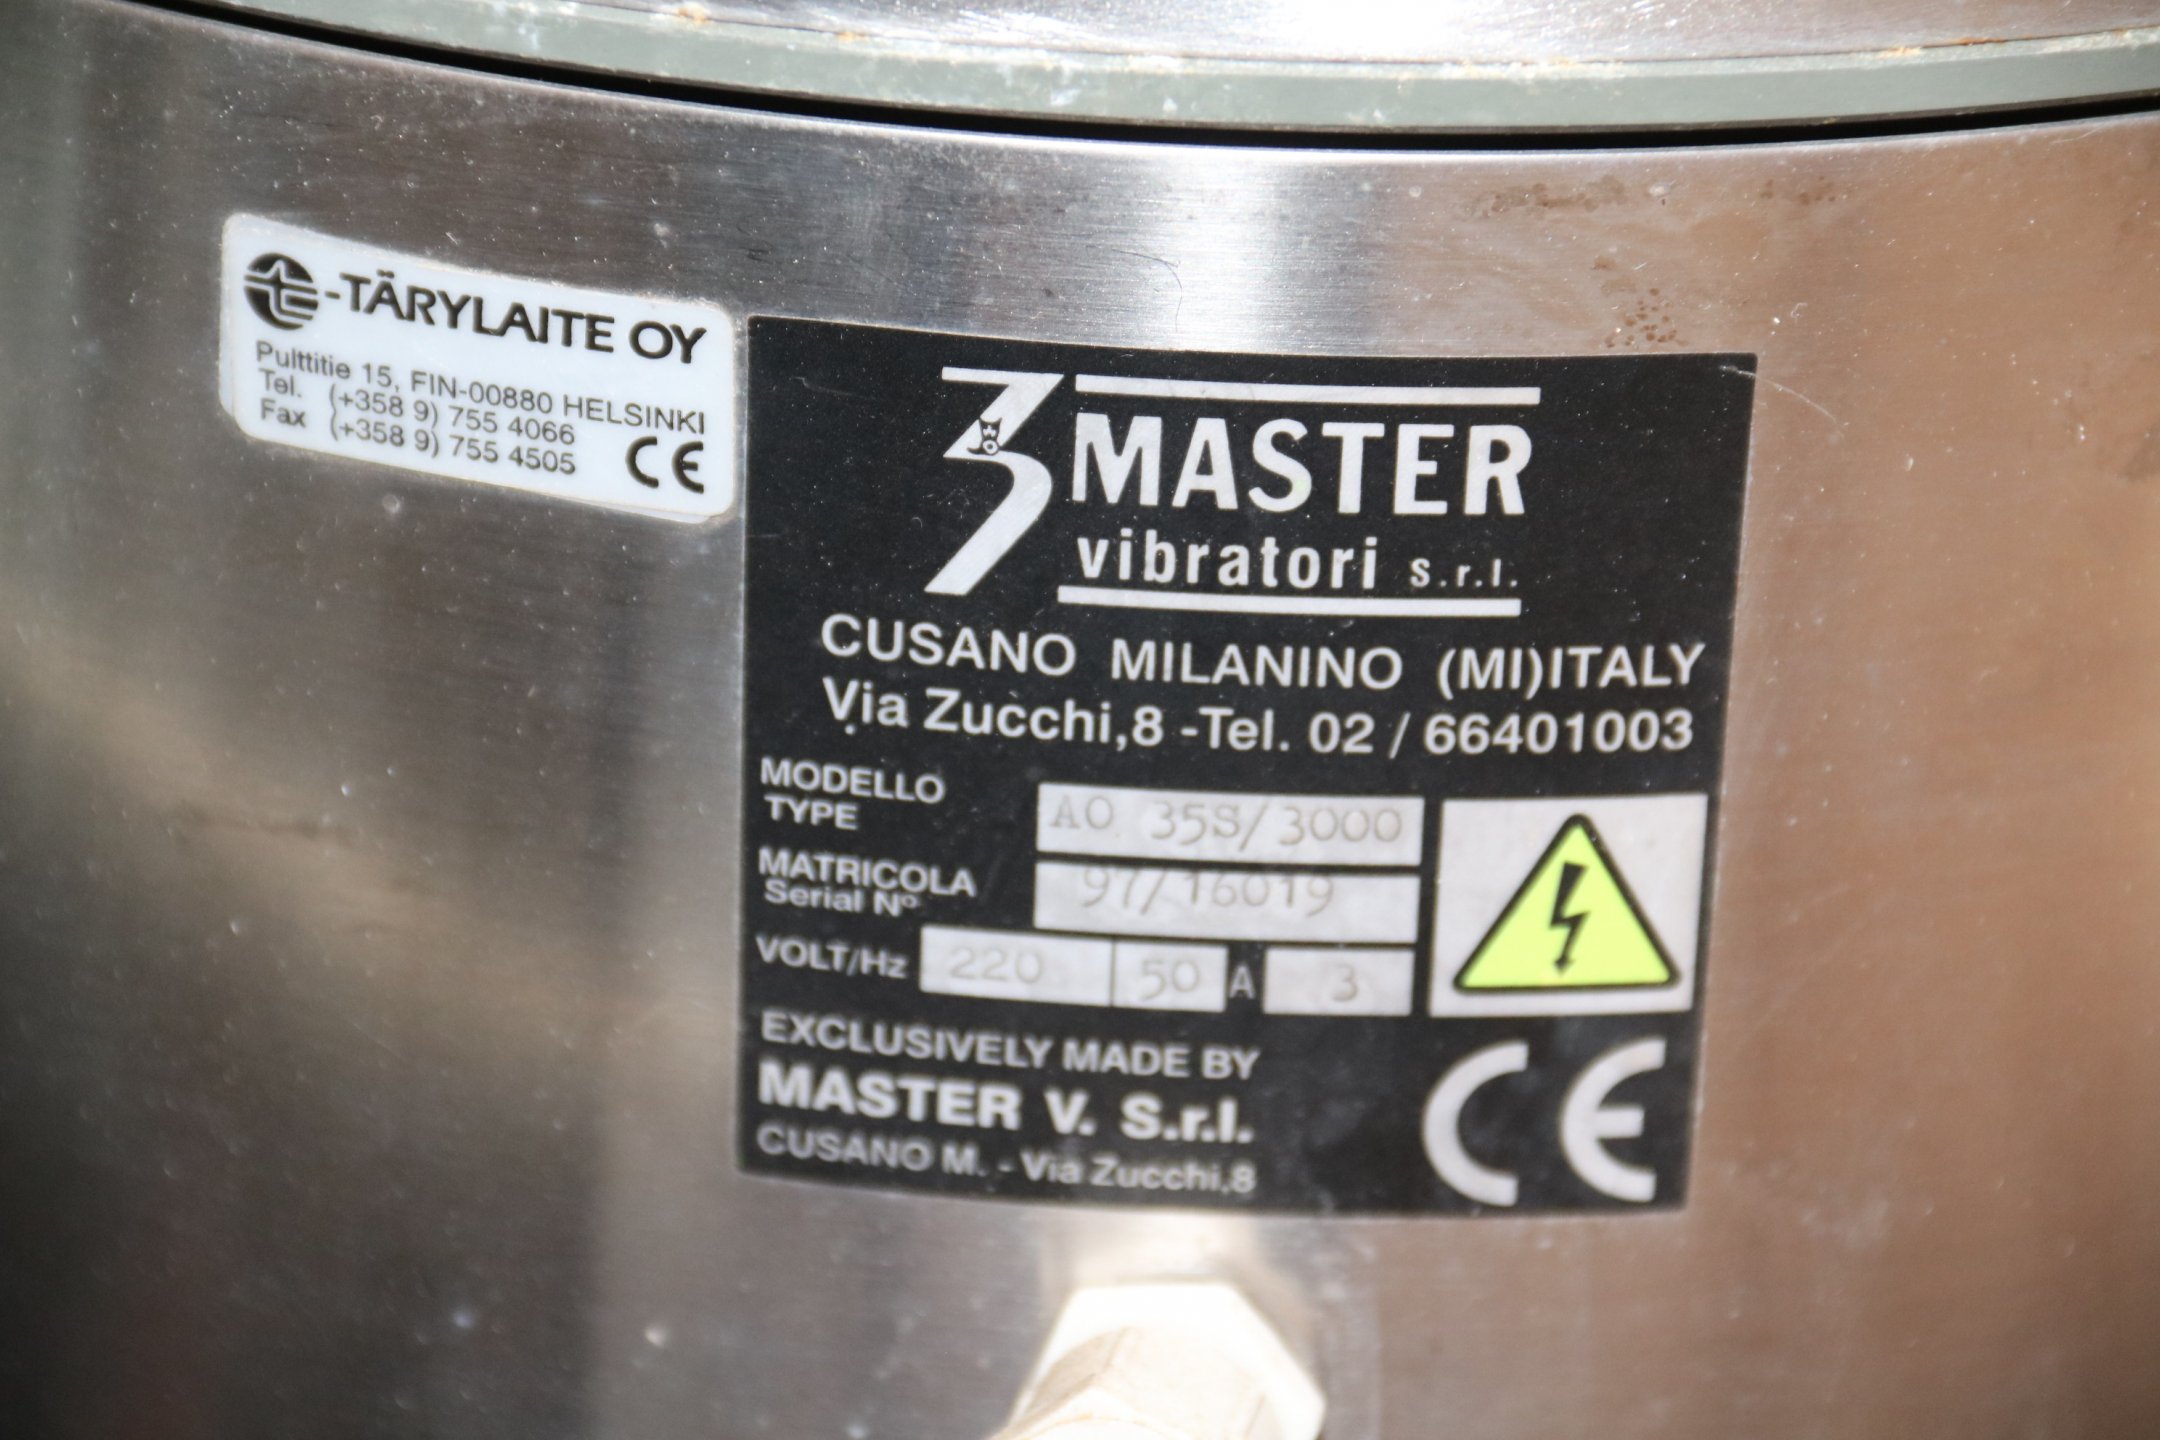 -TÄRYLAITE OY
Pulttitie 15, FIN-00880 HELSINKI
Tel. (+358 9) 755 4066
Fax (+358 9) 755 4505
CE
3 MASTER
vibratori s.r.l.
CUSANO MILANINO (MI)ITALY
Via Zucchi,8 -Tel. 02 / 66401003
MODELLO
TYPE
AO 35S/3000
MATRICOLA
Serial Nº
97/16019
VOLT/Hz 220 50 A 3
EXCLUSIVELY MADE BY
MASTER V. S.r.l.
CUSANO M. - Via Zucchi,8
CE